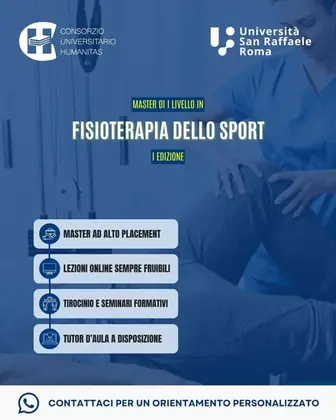 CONSORZIO
UNIVERSITARIO
HUMANITAS
Università
San Raffaele
Roma
MASTER DI I LIVELLO IN
FISIOTERAPIA DELLO SPORT
I EDIZIONE
MASTER AD ALTO PLACEMENT
LEZIONI ONLINE SEMPRE FRUIBILI
TIROCINIO E SEMINARI FORMATIVI
TUTOR D'AULA A DISPOSIZIONE
CONTATTACI PER UN ORIENTAMENTO PERSONALIZZATO